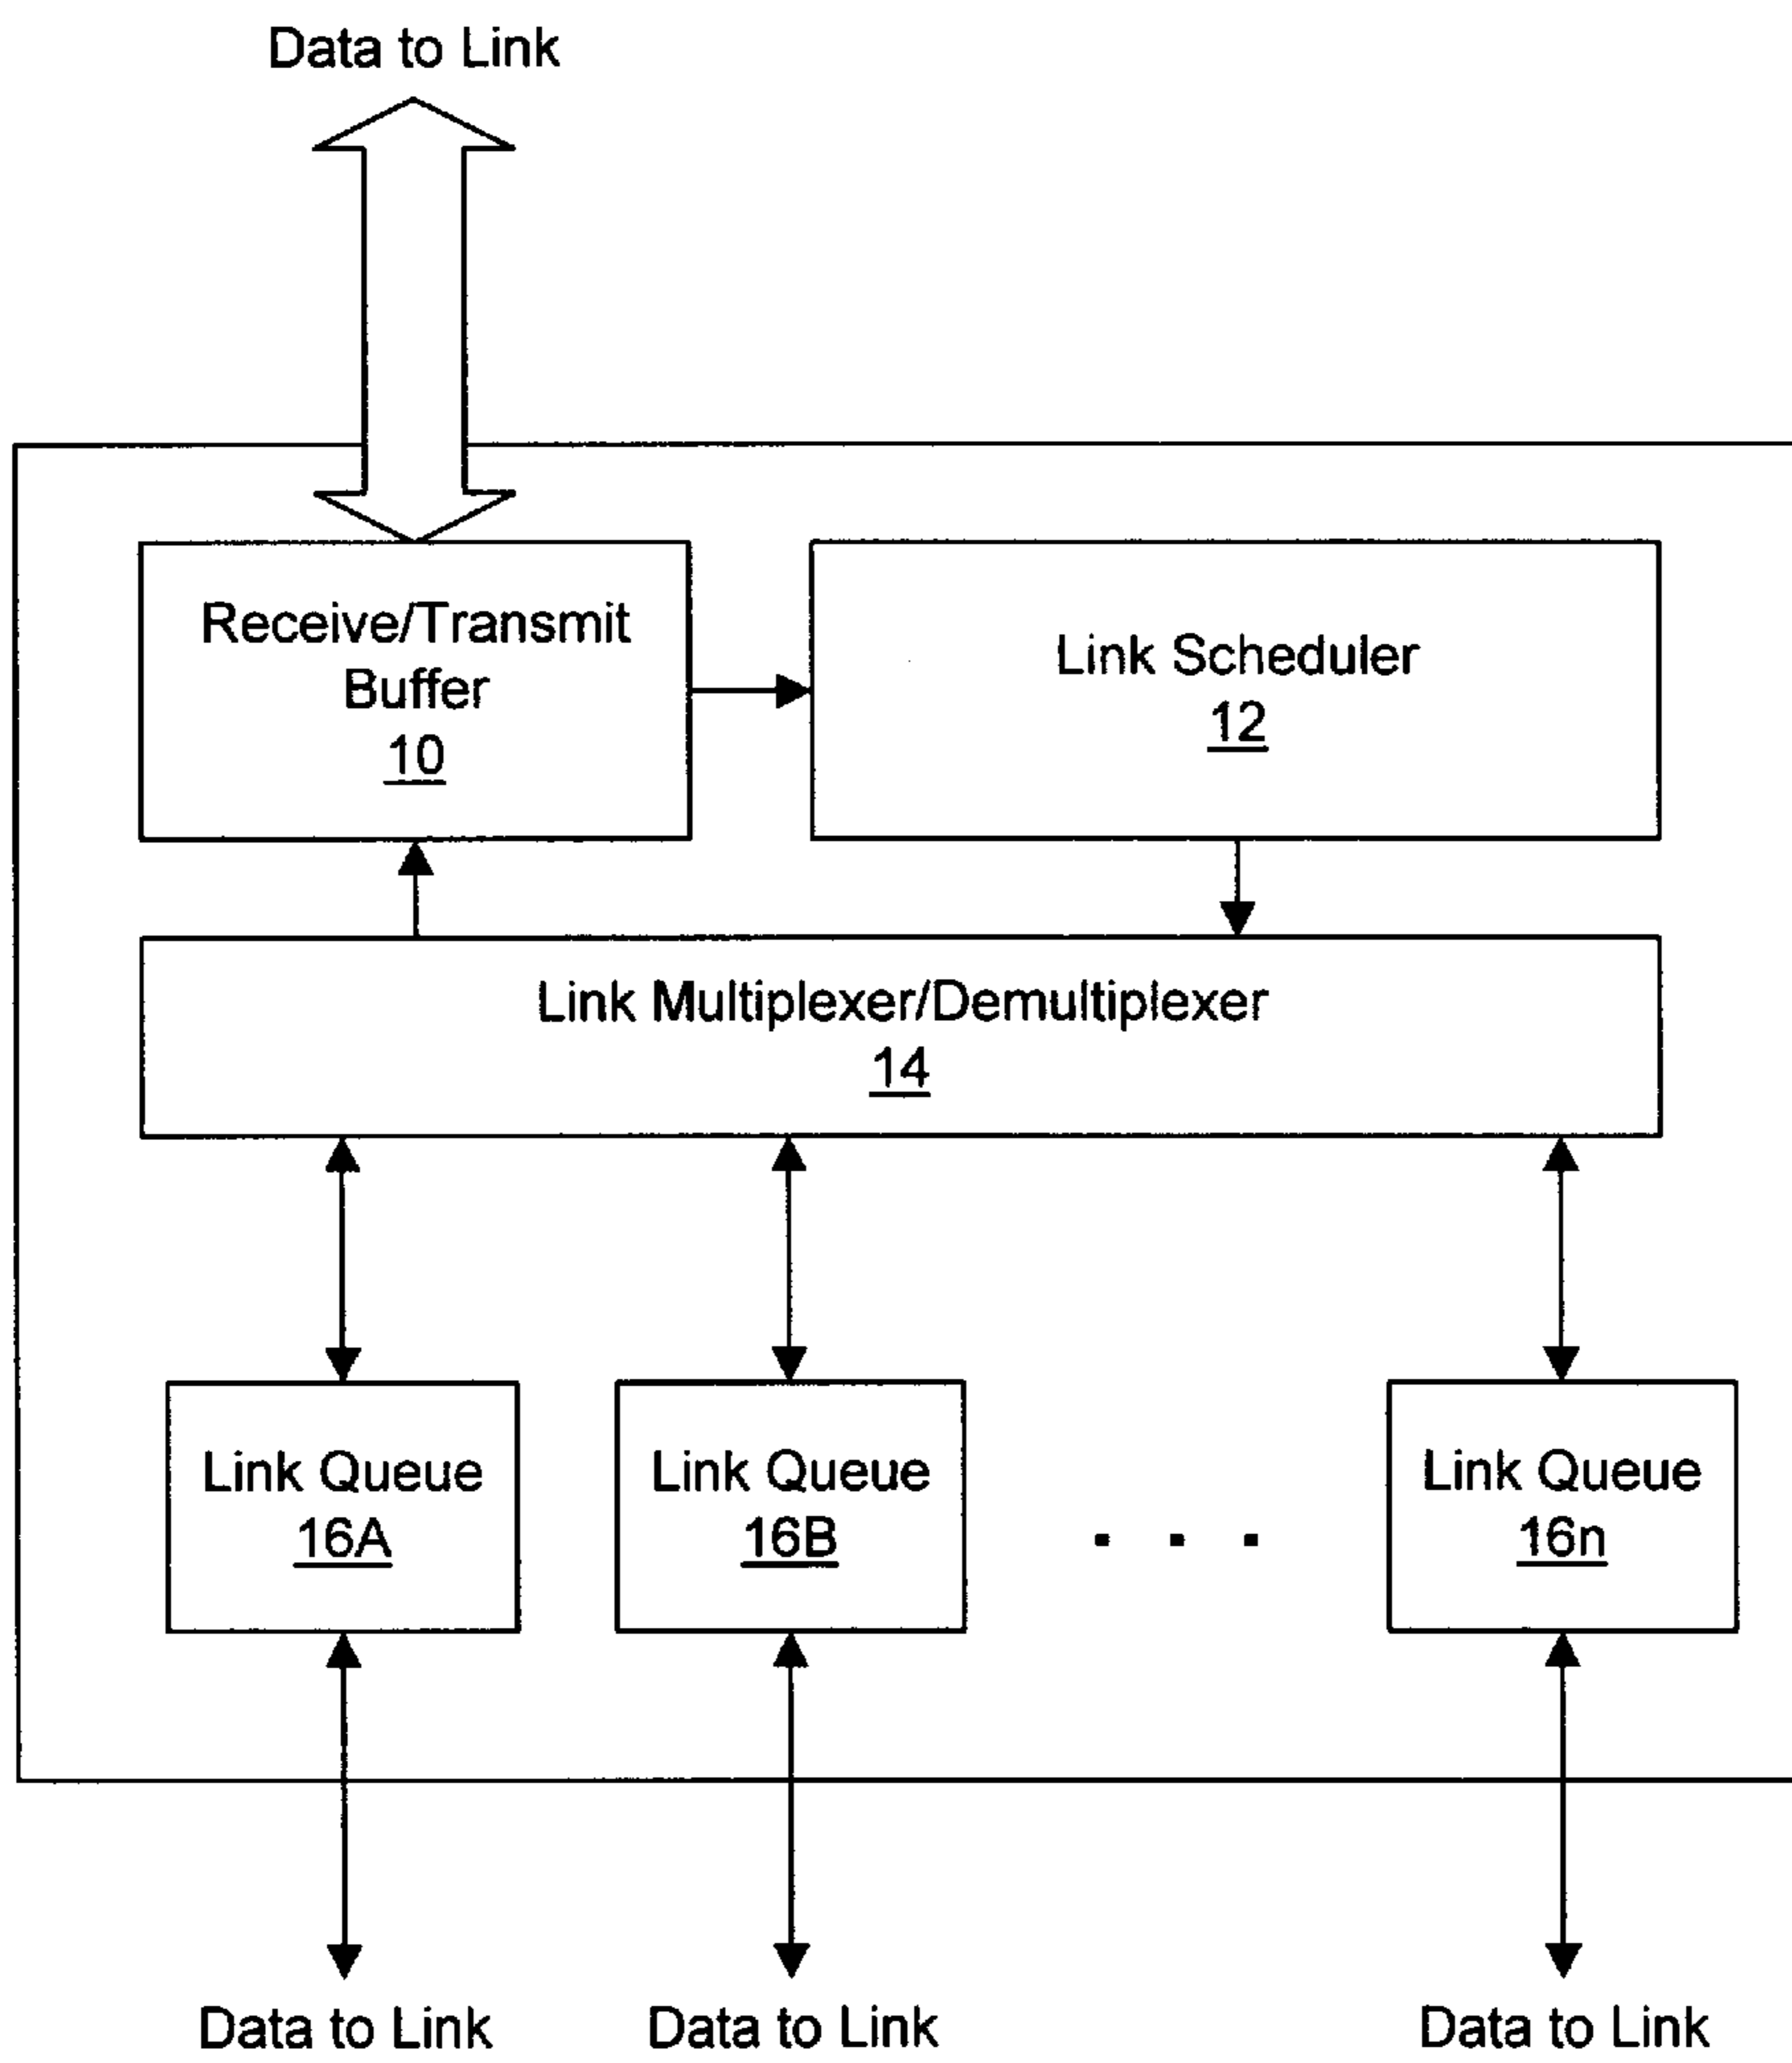 Data to Link
Receive/Transmit
Buffer
10
Link Scheduler
12
Link Multiplexer/Demultiplexer
14
Link Queue
16A
Link Queue
16B
. . .
Link Queue
16n
Data to Link
Data to Link
Data to Link